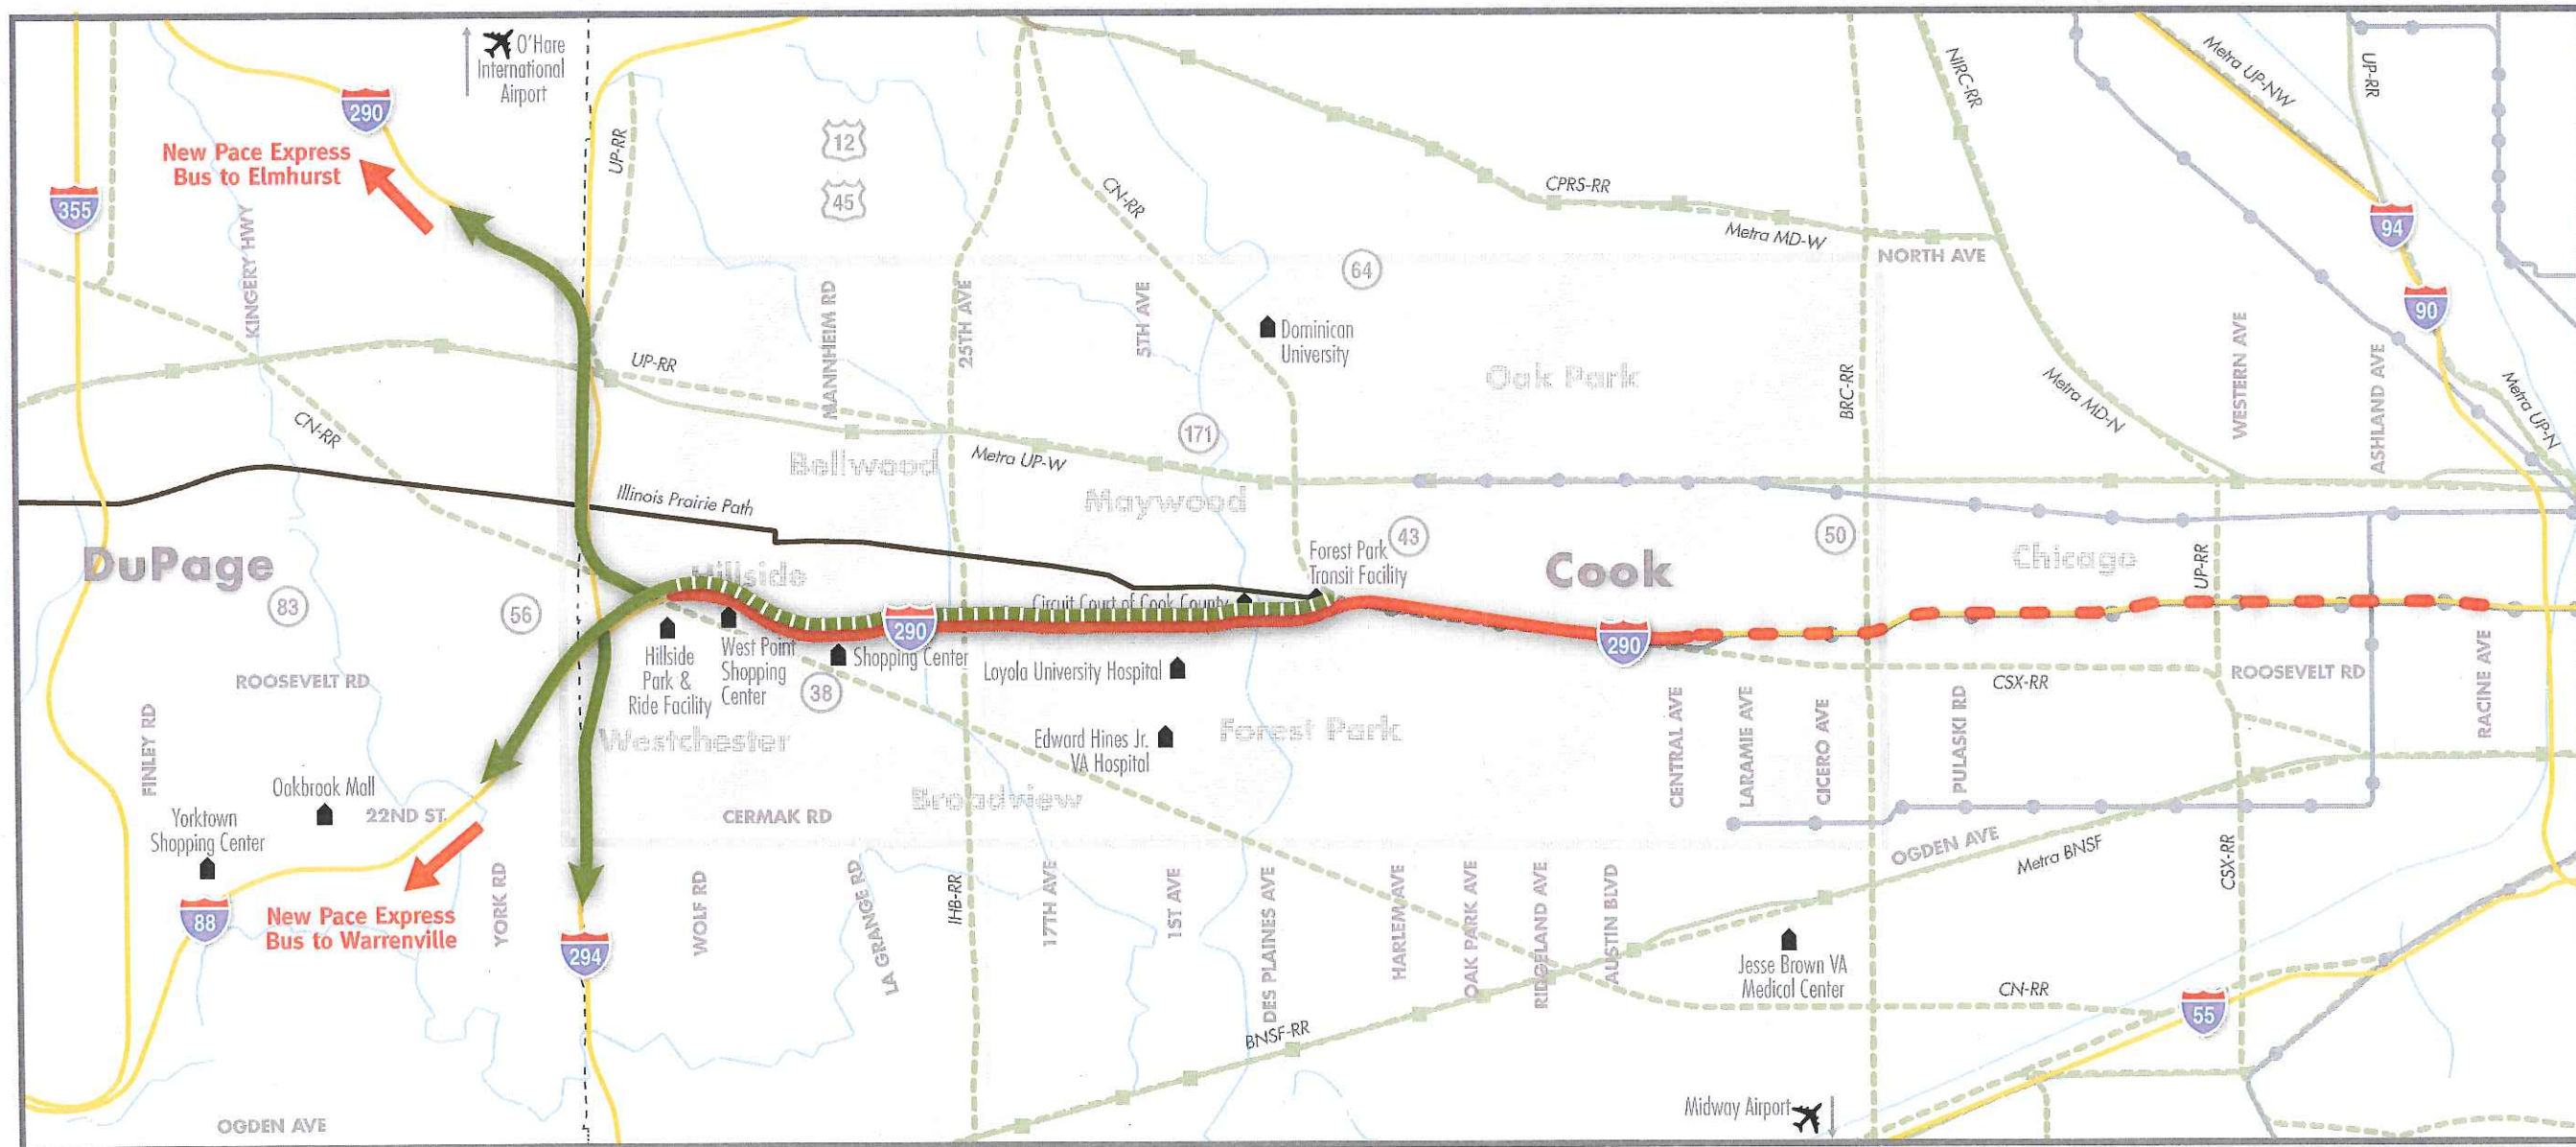 O'Hare
International
Airport
290
New Pace Express
Bus to Elmhurst
355
KINGERY HWY
UP-RR
12
45
CN-RR
CPRS-RR
Metra MD-W
NORTH AVE
NIRC-RR
Metra UP-NW
UP-RR
94
90
64
MANNHEIM RD
25TH AVE
5TH AVE
Dominican
University
Oak Park
BRC-RR
Metra MD-N
WESTERN AVE
ASHLAND AVE
Metra UP-N
UP-RR
CN-RR
Bellwood
Metra UP-W
171
Maywood
Illinois Prairie Path
43
50
DuPage
83
56
Hillside
Forest Park
Transit Facility
Circuit Court of Cook County
Cook
Chicago
UP-RR
290
290
Hillside
Park &
Ride Facility
West Point
Shopping
Center
Shopping Center
38
Loyola University Hospital
ROOSEVELT RD
CSX-RR
ROOSEVELT RD
RACINE AVE
FINLEY RD
Westchester
Edward Hines Jr.
VA Hospital
Forest Park
CENTRAL AVE
LARAMIE AVE
CICERO AVE
PULASKI RD
Oakbrook Mall
22ND ST.
Yorktown
Shopping Center
CERMAK RD
Broadview
OGDEN AVE
Metra BNSF
CSX-RR
88
New Pace Express
Bus to Warrenville
YORK RD
294
WOLF RD
LA GRANGE RD
IHB-RR
17TH AVE
1ST AVE
DES PLAINES AVE
HARLEM AVE
OAK PARK AVE
RIDGELAND AVE
AUSTIN BLVD
Jesse Brown VA
Medical Center
CN-RR
55
BNSF-RR
Midway Airport
OGDEN AVE